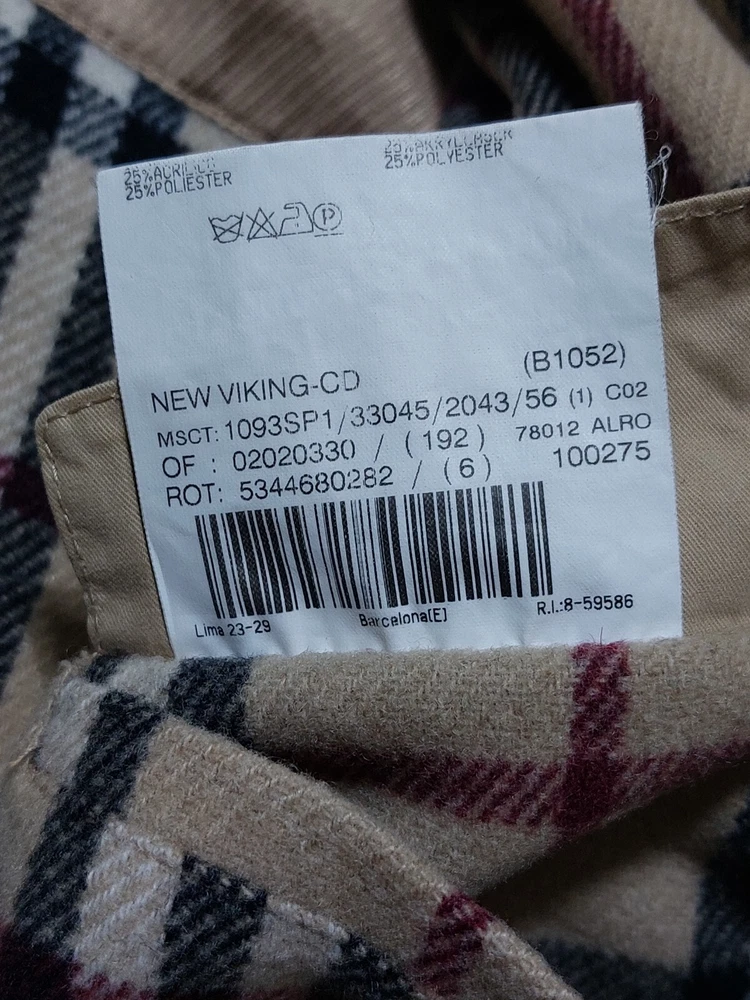 25%ACRILICO
25%POLIESTER
25%POLYESTER
P
NEW VIKING-CD (B1052)
MSCT: 1093SP1/33045/2043/56 (1) C02
OF : 02020330 / (192) 78012 ALRO
ROT: 5344680282 / (6) 100275
Lima 23-29 Barcelona[E] R.I.:8-59586